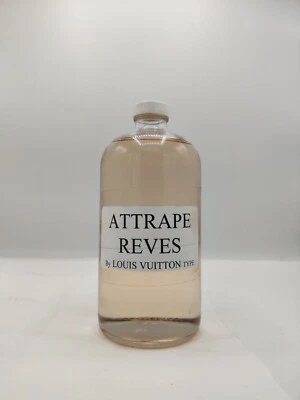 ATTRAPE
REVES
By LOUIS VUITTON TYPE